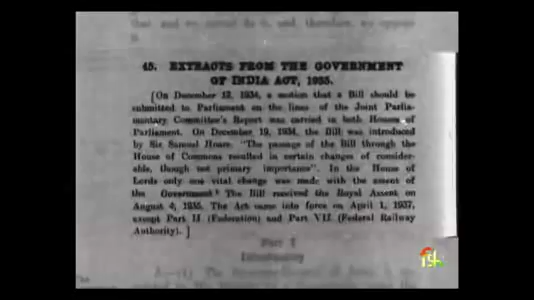 that and we cannot do it, and, therefore, we oppose
it.
45. EXTRACTS FROM THE GOVERNMENT
OF INDIA ACT, 1935.
[On December 12, 1934, a motion that a Bill should be
submitted to Parliament on the lines of the Joint Parlia-
mentary Committee's Report was carried in both Houses of
Parliament. On December 19, 1934, the Bill was introduced
by Sir Samuel Hoare. "The passage of the Bill through the
House of Commons resulted in certain changes of consider-
able, though not primary importance". In the House of
Lords only one vital change was made with the assent of
the Government. The Bill received the Royal Assent on
August 4, 1935. The Act came into force on April 1, 1937,
except Part II (Federation) and Part VII (Federal Railway
Authority).]
Part I
Introductory
The